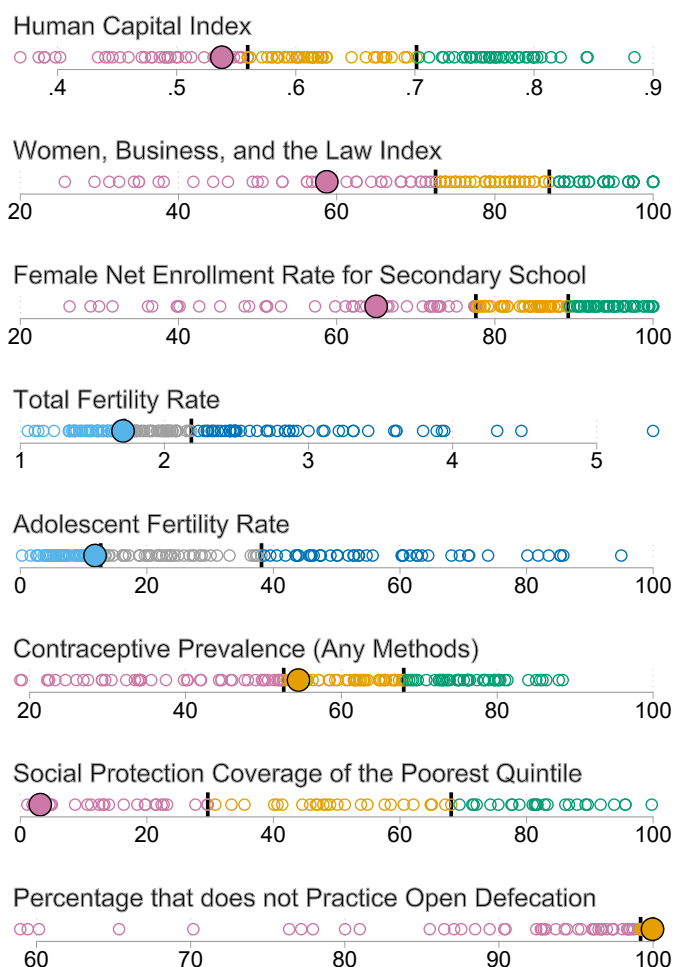 Human Capital Index
.4 .5 .6 .7 .8 .9
Women, Business, and the Law Index
20 40 60 80 100
Female Net Enrollment Rate for Secondary School
20 40 60 80 100
Total Fertility Rate
1 2 3 4 5
Adolescent Fertility Rate
0 20 40 60 80 100
Contraceptive Prevalence (Any Methods)
20 40 60 80 100
Social Protection Coverage of the Poorest Quintile
0 20 40 60 80 100
Percentage that does not Practice Open Defecation
60 70 80 90 100